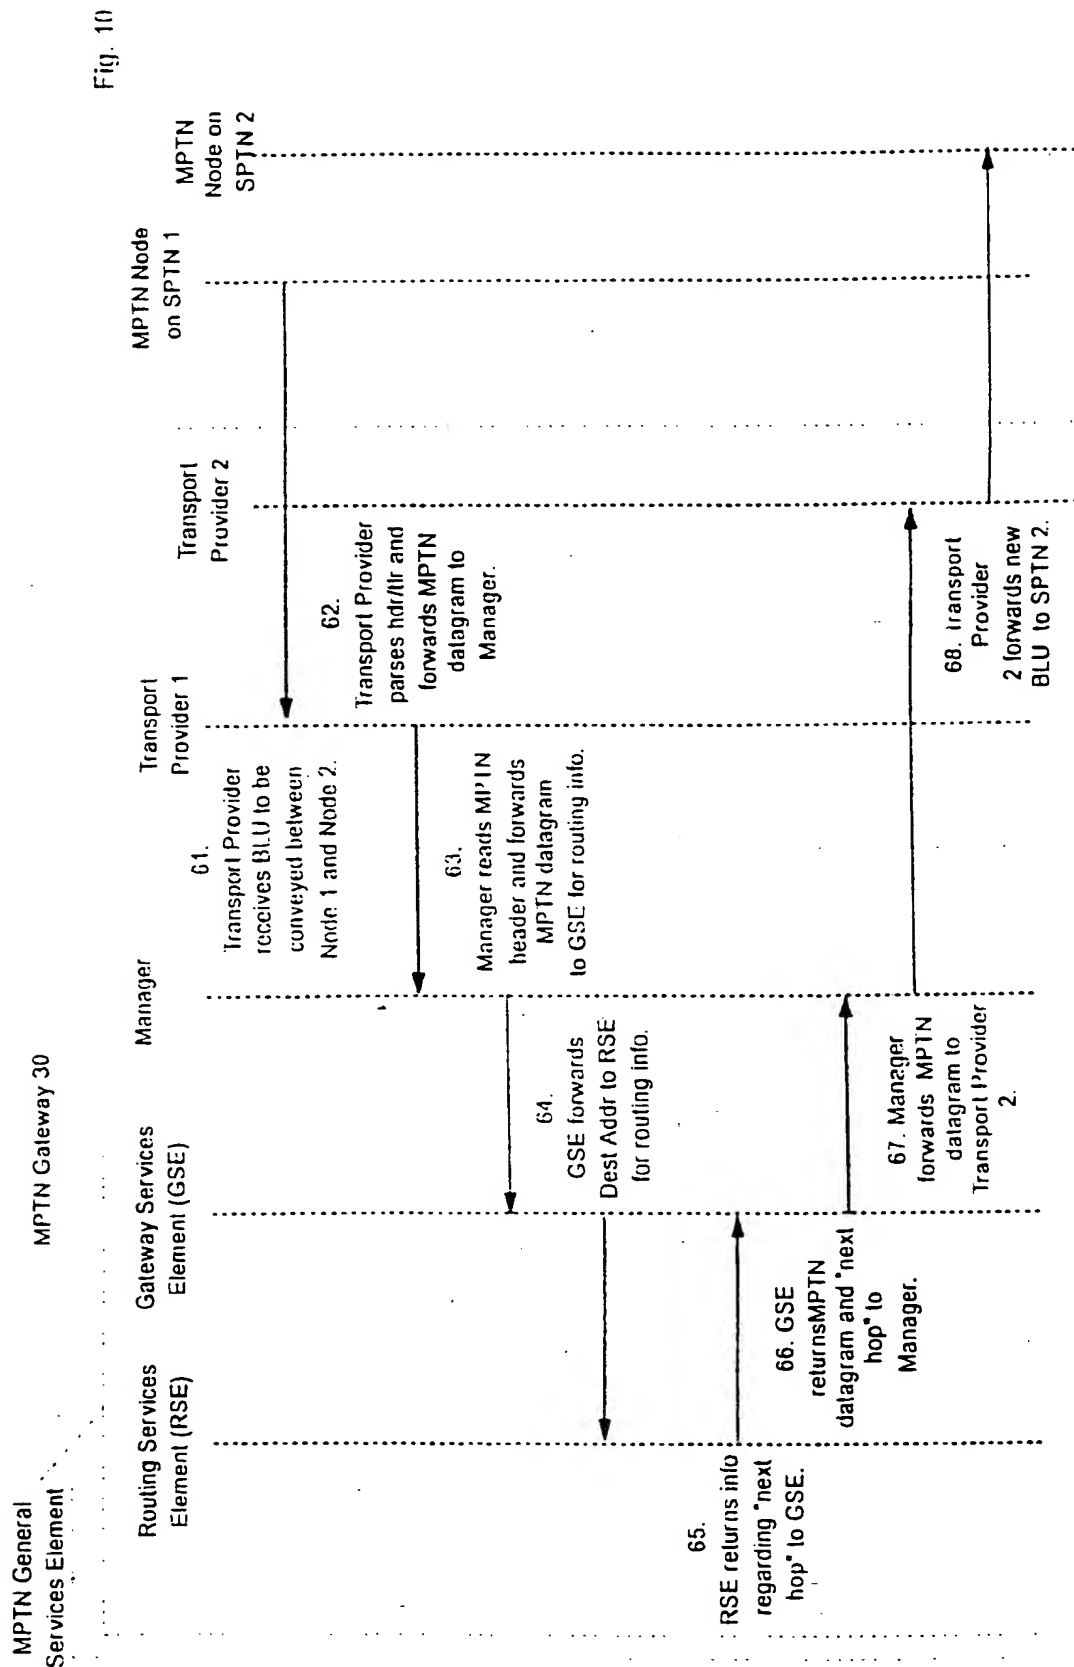 Fig. 10
MPTN Gateway 30
MPTN General
Services Element
Routing Services
Element (RSE)
Gateway Services
Element (GSE)
Manager
Transport
Provider 1
Transport
Provider 2
MPTN Node
on SPTN 1
MPTN
Node on
SPTN 2
61.
Transport Provider
receives BLU to be
conveyed between
Node 1 and Node 2.
62.
Transport Provider
parses hdr/tlr and
forwards MPTN
datagram to
Manager.
63.
Manager reads MPTN
header and forwards
MPTN datagram
to GSE for routing info.
64.
GSE forwards
Dest Addr to RSE
for routing info.
65.
RSE returns info
regarding "next
hop" to GSE.
66. GSE
returnsMPTN
datagram and "next
hop" to
Manager.
67. Manager
forwards MPTN
datagram to
Transport Provider
2.
68. Transport
Provider
2 forwards new
BLU to SPTN 2.